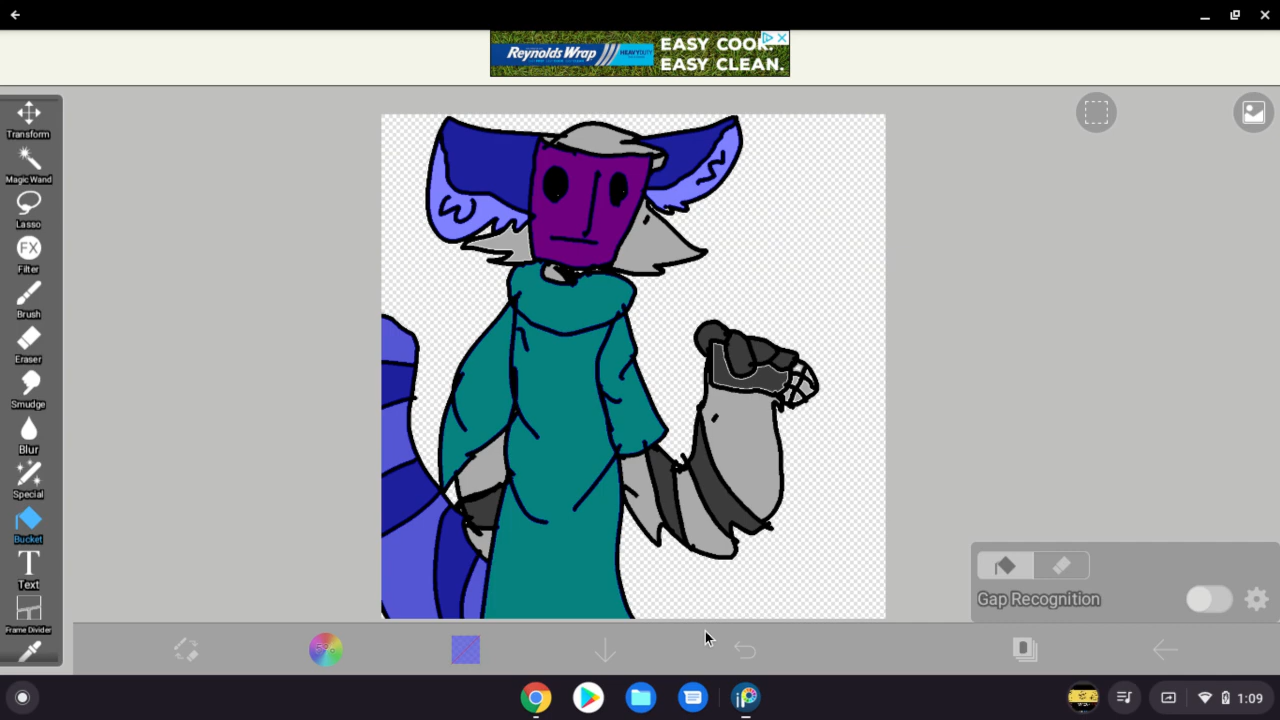 Reynolds Wrap HEAVY DUTY EASY COOK.
EASY CLEAN.
Transform
Magic Wand
Lasso
FX
Filter
Brush
Eraser
Smudge
Blur
Special
Bucket
T
Text
Frame Divider
Gap Recognition
1:09